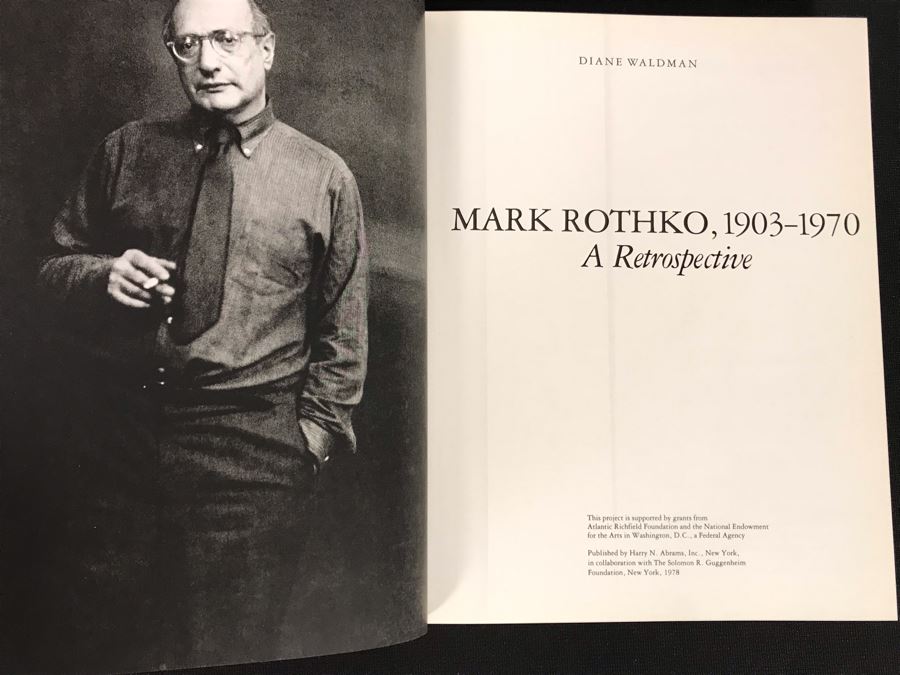 DIANE WALDMAN
MARK ROTHKO, 1903–1970
A Retrospective
This project is supported by grants from
Atlantic Richfield Foundation and the National Endowment
for the Arts in Washington, D.C., a Federal Agency
Published by Harry N. Abrams, Inc., New York,
in collaboration with The Solomon R. Guggenheim
Foundation, New York, 1978